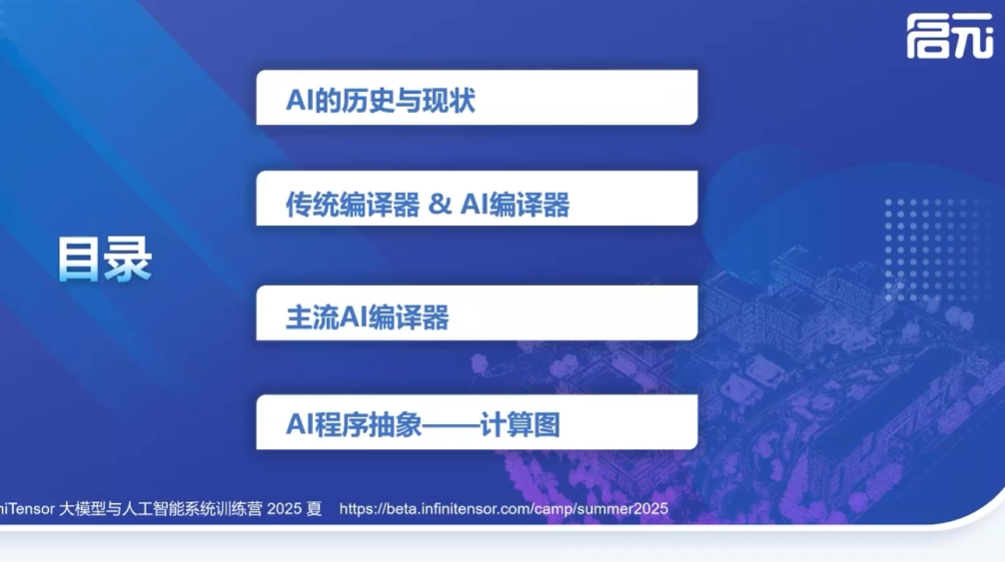 启元
AI的历史与现状
传统编译器 & AI编译器
目录
主流AI编译器
AI程序抽象——计算图
niTensor 大模型与人工智能系统训练营 2025 夏 https://beta.infinitensor.com/camp/summer2025